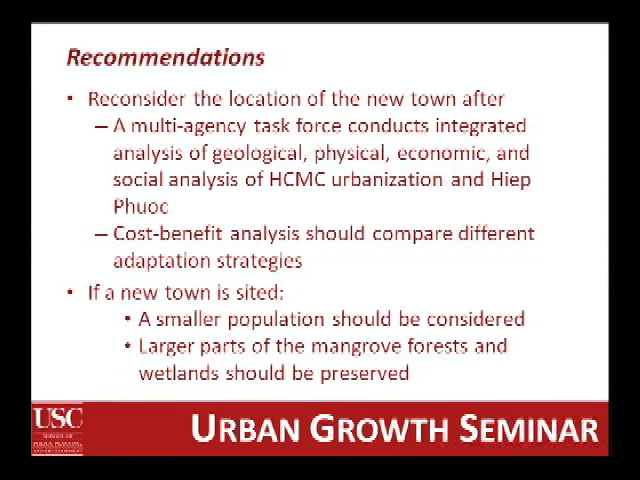 Recommendations
• Reconsider the location of the new town after
– A multi-agency task force conducts integrated
analysis of geological, physical, economic, and
social analysis of HCMC urbanization and Hiep
Phuoc
– Cost-benefit analysis should compare different
adaptation strategies
• If a new town is sited:
• A smaller population should be considered
• Larger parts of the mangrove forests and
wetlands should be preserved
USC
URBAN GROWTH SEMINAR